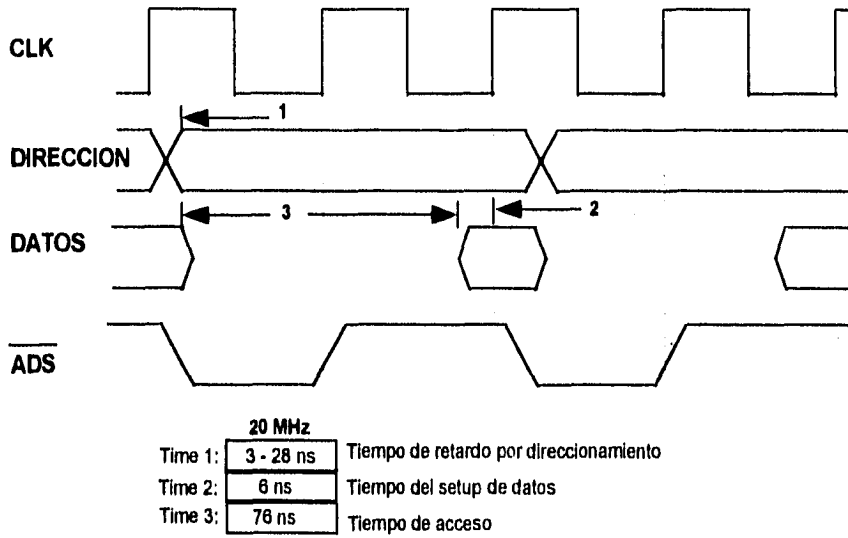 CLK
1
DIRECCION
3
2
DATOS
ADS
20 MHz
Time 1: 3 - 28 ns Tiempo de retardo por direccionamiento
Time 2: 6 ns Tiempo del setup de datos
Time 3: 76 ns Tiempo de acceso